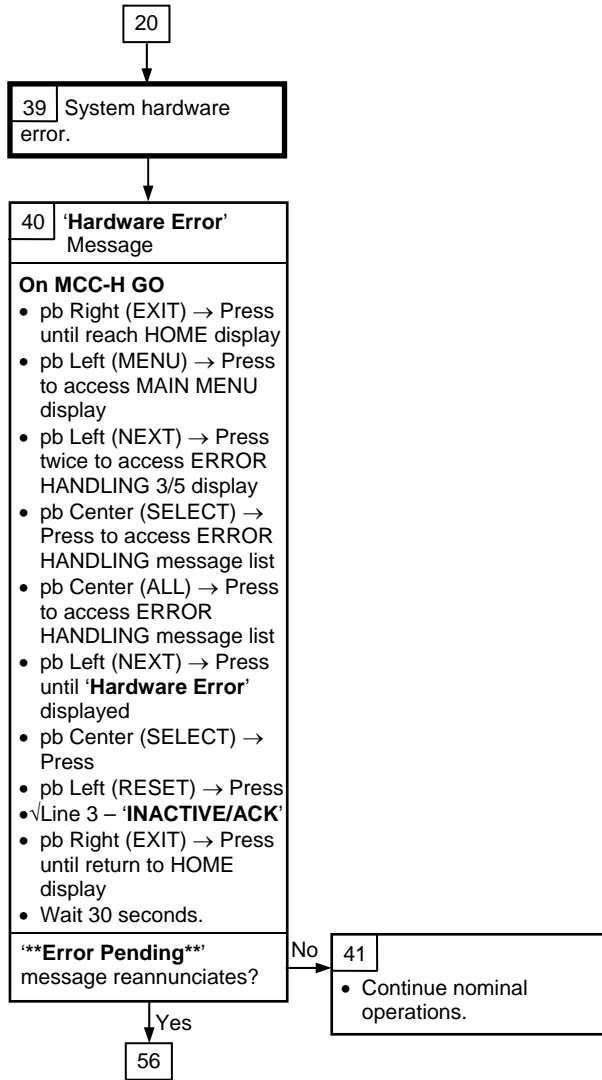 20
39 System hardware
error.
40 ‘Hardware Error’
Message
On MCC-H GO
• pb Right (EXIT) → Press
until reach HOME display
• pb Left (MENU) → Press
to access MAIN MENU
display
• pb Left (NEXT) → Press
twice to access ERROR
HANDLING 3/5 display
• pb Center (SELECT) →
Press to access ERROR
HANDLING message list
• pb Center (ALL) → Press
to access ERROR
HANDLING message list
• pb Left (NEXT) → Press
until ‘Hardware Error’
displayed
• pb Center (SELECT) →
Press
• pb Left (RESET) → Press
•√Line 3 – ‘INACTIVE/ACK’
• pb Right (EXIT) → Press
until return to HOME
display
• Wait 30 seconds.
‘**Error Pending**’
message reannunciates?
No
41
• Continue nominal
operations.
Yes
56